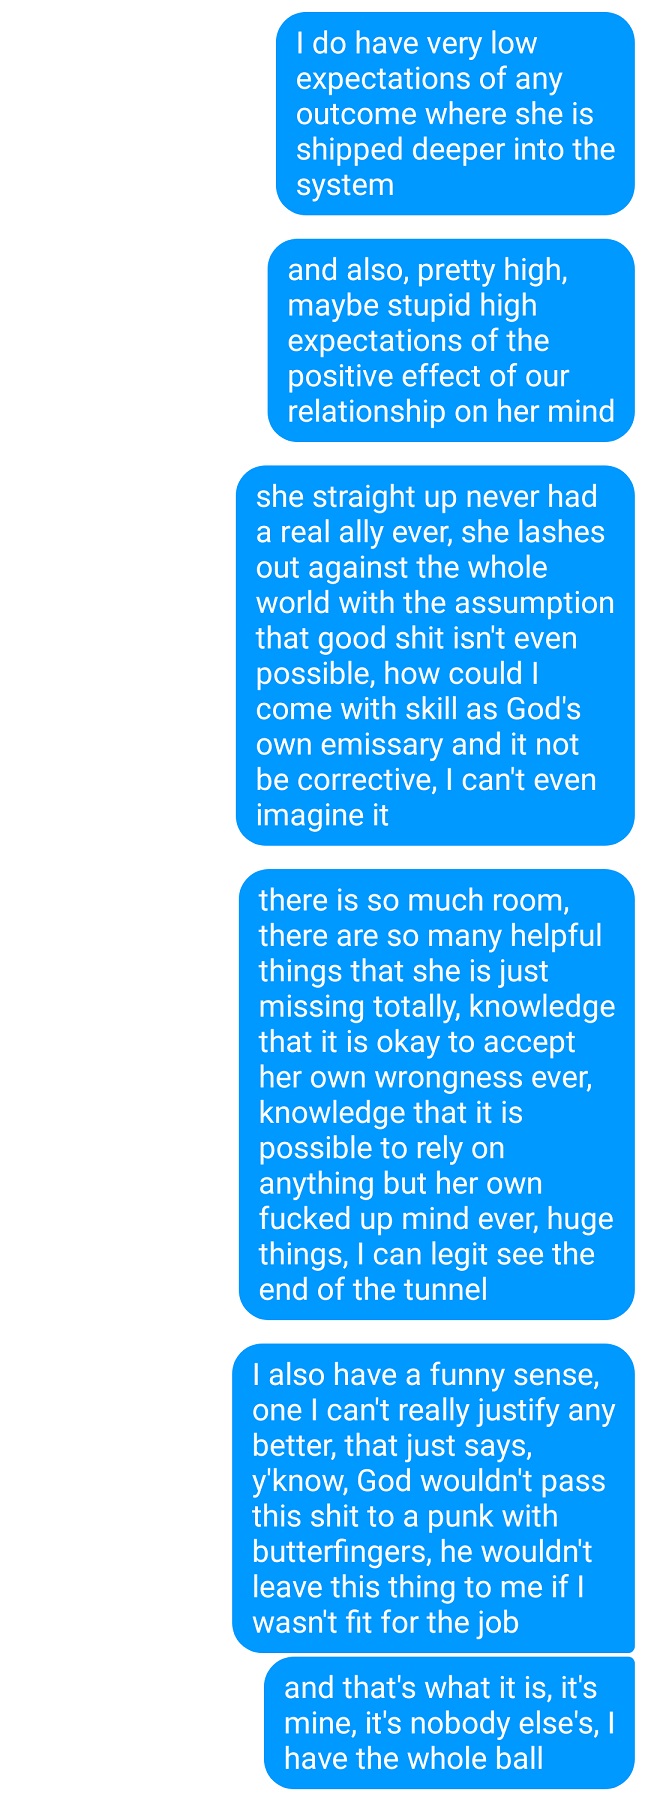 I do have very low
expectations of any
outcome where she is
shipped deeper into the
system
and also, pretty high,
maybe stupid high
expectations of the
positive effect of our
relationship on her mind
she straight up never had
a real ally ever, she lashes
out against the whole
world with the assumption
that good shit isn't even
possible, how could I
come with skill as God's
own emissary and it not
be corrective, I can't even
imagine it
there is so much room,
there are so many helpful
things that she is just
missing totally, knowledge
that it is okay to accept
her own wrongness ever,
knowledge that it is
possible to rely on
anything but her own
fucked up mind ever, huge
things, I can legit see the
end of the tunnel
I also have a funny sense,
one I can't really justify any
better, that just says,
y'know, God wouldn't pass
this shit to a punk with
butterfingers, he wouldn't
leave this thing to me if I
wasn't fit for the job
and that's what it is, it's
mine, it's nobody else's, I
have the whole ball